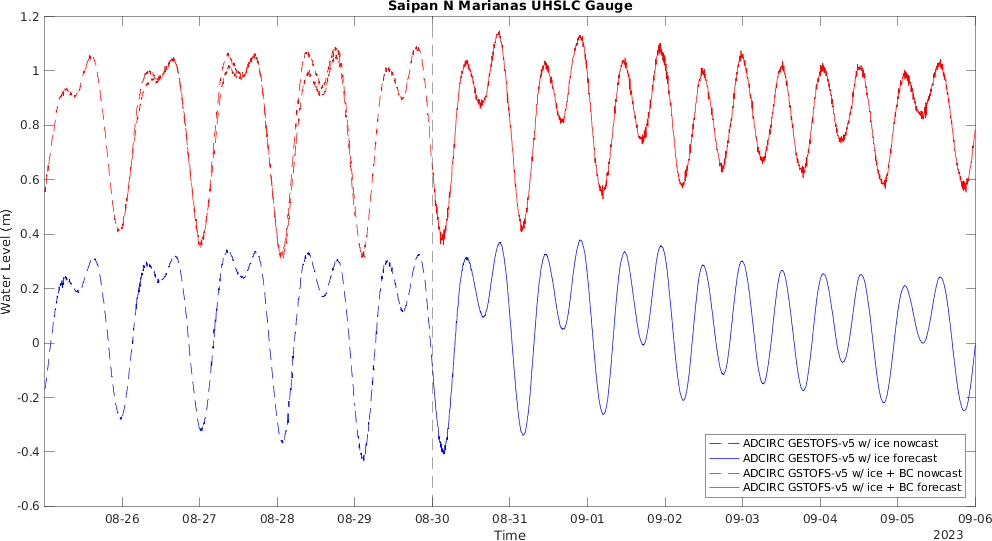 Saipan N Marianas UHSLC Gauge
Water Level (m)
1.2
1
0.8
0.6
0.4
0.2
0
-0.2
-0.4
-0.6
ADCIRC GESTOFS-v5 w/ ice nowcast
ADCIRC GESTOFS-v5 w/ ice forecast
ADCIRC GSTOFS-v5 w/ ice + BC nowcast
ADCIRC GSTOFS-v5 w/ ice + BC forecast
08-26 08-27 08-28 08-29 08-30 08-31 09-01 09-02 09-03 09-04 09-05 09-06
Time
2023